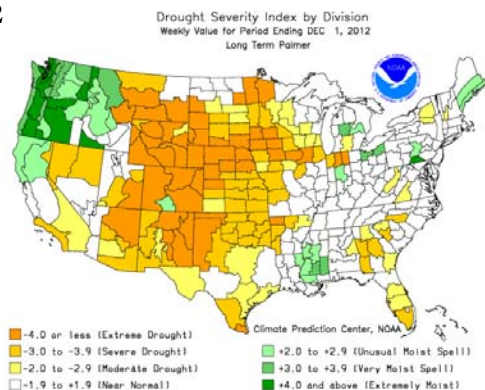 2
Drought Severity Index by Division
Weekly Value for Period Ending DEC 1, 2012
Long Term Palmer
NOAA
Climate Prediction Center, NOAA
-4.0 or less (Extreme Drought)
-3.0 to -3.9 (Severe Drought)
-2.0 to -2.9 (Moderate Drought)
-1.9 to +1.9 (Near Normal)
+2.0 to +2.9 (Unusual Moist Spell)
+3.0 to +3.9 (Very Moist Spell)
+4.0 and above (Extremely Moist)